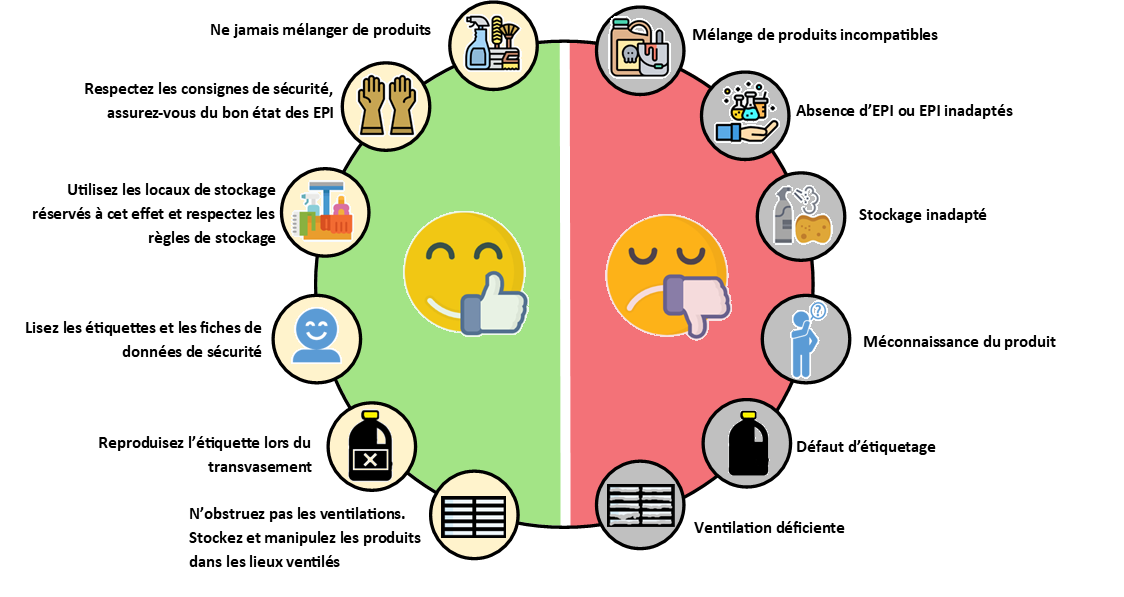 Ne jamais mélanger de produits
Respectez les consignes de sécurité,
assurez-vous du bon état des EPI
Utilisez les locaux de stockage
réservés à cet effet et respectez les
règles de stockage
Lisez les étiquettes et les fiches de
données de sécurité
Reproduisez l’étiquette lors du
transvasement
N’obstruez pas les ventilations.
Stockez et manipulez les produits
dans les lieux ventilés
Mélange de produits incompatibles
Absence d’EPI ou EPI inadaptés
Stockage inadapté
?
Méconnaissance du produit
Défaut d’étiquetage
Ventilation déficiente